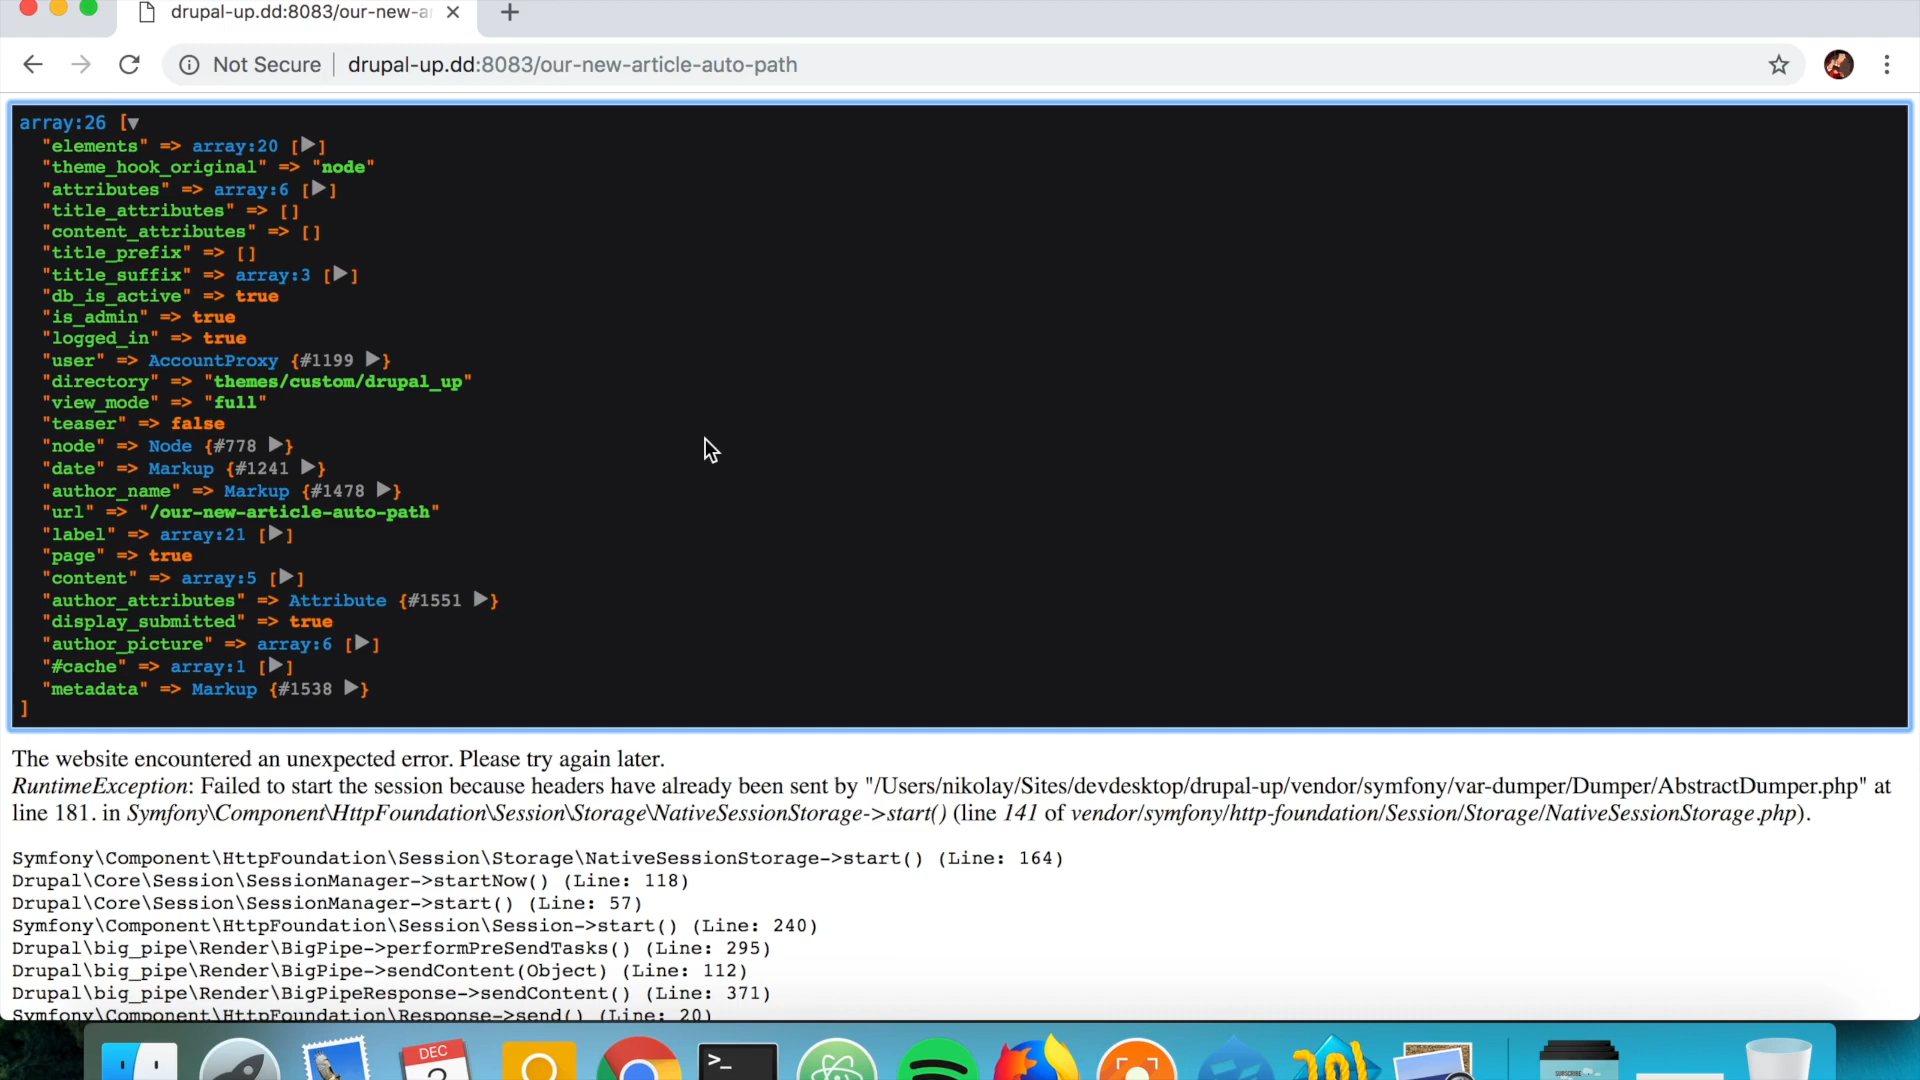 drupal-up.dd:8083/our-new-a
Not Secure drupal-up.dd:8083/our-new-article-auto-path
array:26 [▼
"elements" => array:20 [▶]
"theme_hook_original" => "node"
"attributes" => array:6 [▶]
"title_attributes" => []
"content_attributes" => []
"title_prefix" => []
"title_suffix" => array:3 [▶]
"db_is_active" => true
"is_admin" => true
"logged_in" => true
"user" => AccountProxy {#1199 ▶}
"directory" => "themes/custom/drupal_up"
"view_mode" => "full"
"teaser" => false
"node" => Node {#778 ▶}
"date" => Markup {#1241 ▶}
"author_name" => Markup {#1478 ▶}
"url" => "/our-new-article-auto-path"
"label" => array:21 [▶]
"page" => true
"content" => array:5 [▶]
"author_attributes" => Attribute {#1551 ▶}
"display_submitted" => true
"author_picture" => array:6 [▶]
"#cache" => array:1 [▶]
"metadata" => Markup {#1538 ▶}
]
The website encountered an unexpected error. Please try again later.
RuntimeException: Failed to start the session because headers have already been sent by "/Users/nikolay/Sites/devdesktop/drupal-up/vendor/symfony/var-dumper/Dumper/AbstractDumper.php" at
line 181. in Symfony\Component\HttpFoundation\Session\Storage\NativeSessionStorage->start() (line 141 of vendor/symfony/http-foundation/Session/Storage/NativeSessionStorage.php).
Symfony\Component\HttpFoundation\Session\Storage\NativeSessionStorage->start() (Line: 164)
Drupal\Core\Session\SessionManager->startNow() (Line: 118)
Drupal\Core\Session\SessionManager->start() (Line: 57)
Symfony\Component\HttpFoundation\Session\Session->start() (Line: 240)
Drupal\big_pipe\Render\BigPipe->performPreSendTasks() (Line: 295)
Drupal\big_pipe\Render\BigPipe->sendContent(Object) (Line: 112)
Drupal\big_pipe\Render\BigPipeResponse->sendContent() (Line: 371)
Symfony\Component\HttpFoundation\Response->send() (Line: 20)
DEC
>_
SUBSCRIBE